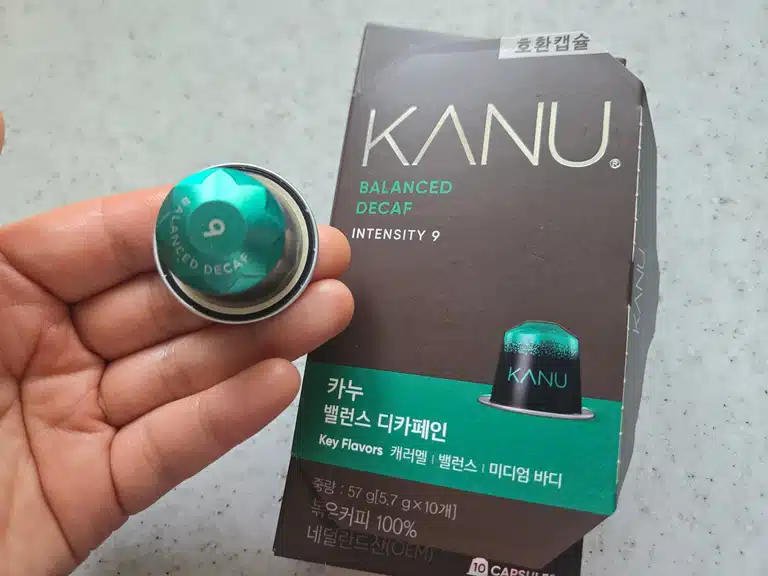 호환캡슐
KANU®
BALANCED
DECAF
INTENSITY 9
9
BALANCED DECAF
KANU
KANU
카누
밸런스 디카페인
Key Flavors 캐러멜 | 밸런스 | 미디엄 바디
중량 : 57 g[5.7 g×10개]
볶은커피 100%
네덜란드산(OEM)
10 CAPSULES